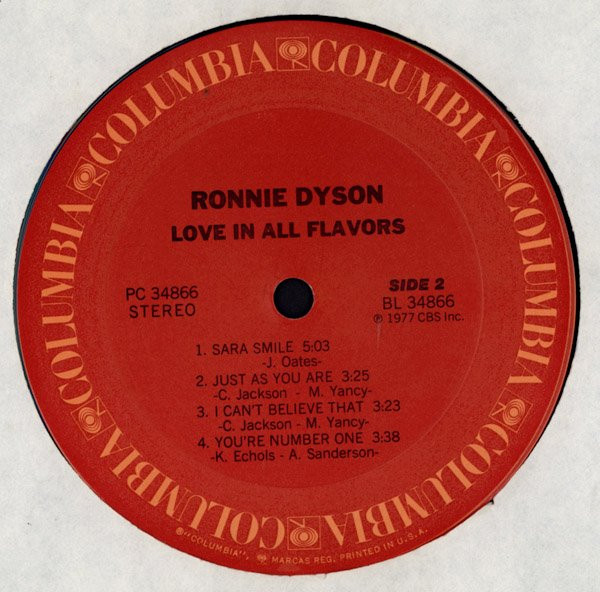 COLUMBIA COLUMBIA COLUMBIA COLUMBIA COLUMBIA COLUMBIA
RONNIE DYSON
LOVE IN ALL FLAVORS
PC 34866
STEREO
SIDE 2
BL 34866
℗ 1977 CBS Inc.
1. SARA SMILE 5:03
-J. Oates-
2. JUST AS YOU ARE 3:25
-C. Jackson - M. Yancy-
3. I CAN'T BELIEVE THAT 3:23
-C. Jackson - M. Yancy-
4. YOU'RE NUMBER ONE 3:38
-K. Echols - A. Sanderson-
®"COLUMBIA", MARCAS REG. PRINTED IN U.S.A.